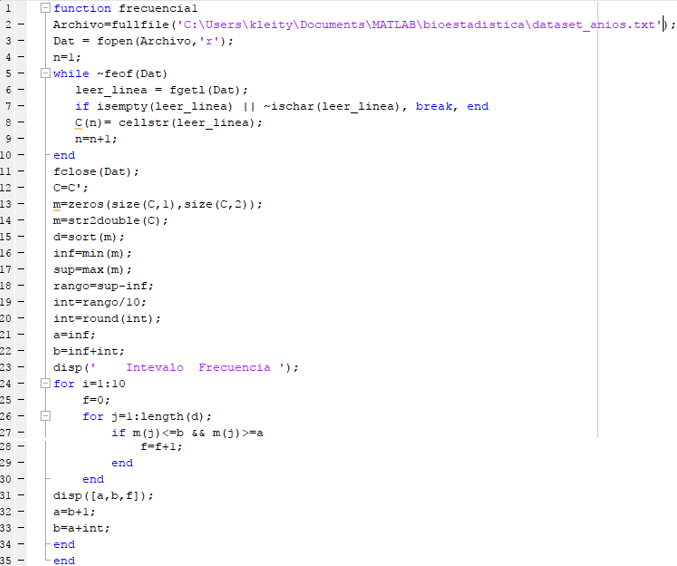 1 function frecuencia1
2 Archivo=fullfile('C:\Users\kleity\Documents\MATLAB\bioestadistica\dataset_anios.txt');
3 Dat = fopen(Archivo,'r');
4 n=1;
5 while ~feof(Dat)
6 leer_linea = fgetl(Dat);
7 if isempty(leer_linea) || ~ischar(leer_linea), break, end
8 C(n)= cellstr(leer_linea);
9 n=n+1;
10 end
11 fclose(Dat);
12 C=C';
13 m=zeros(size(C,1),size(C,2));
14 m=str2double(C);
15 d=sort(m);
16 inf=min(m);
17 sup=max(m);
18 rango=sup-inf;
19 int=rango/10;
20 int=round(int);
21 a=inf;
22 b=inf+int;
23 disp('    Intevalo  Frecuencia ');
24 for i=1:10
25 f=0;
26 for j=1:length(d);
27 if m(j)<=b && m(j)>=a
28 f=f+1;
29 end
30 end
31 disp([a,b,f]);
32 a=b+1;
33 b=a+int;
34 end
35 end